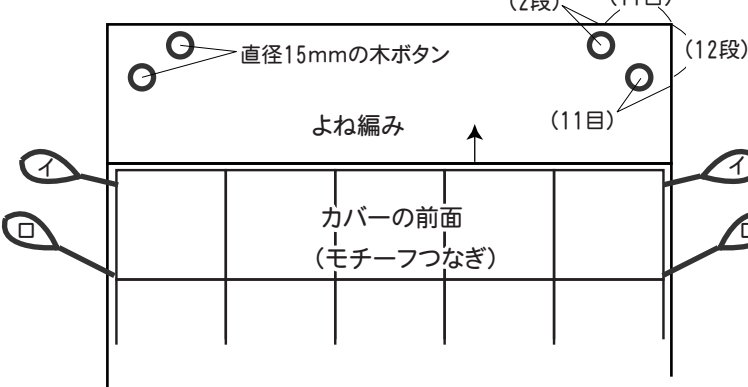 (2段)
(11目)
直径15mmの木ボタン
(12段)
よね編み
(11目)
イ
イ
カバーの前面
ロ
ロ
(モチーフつなぎ)